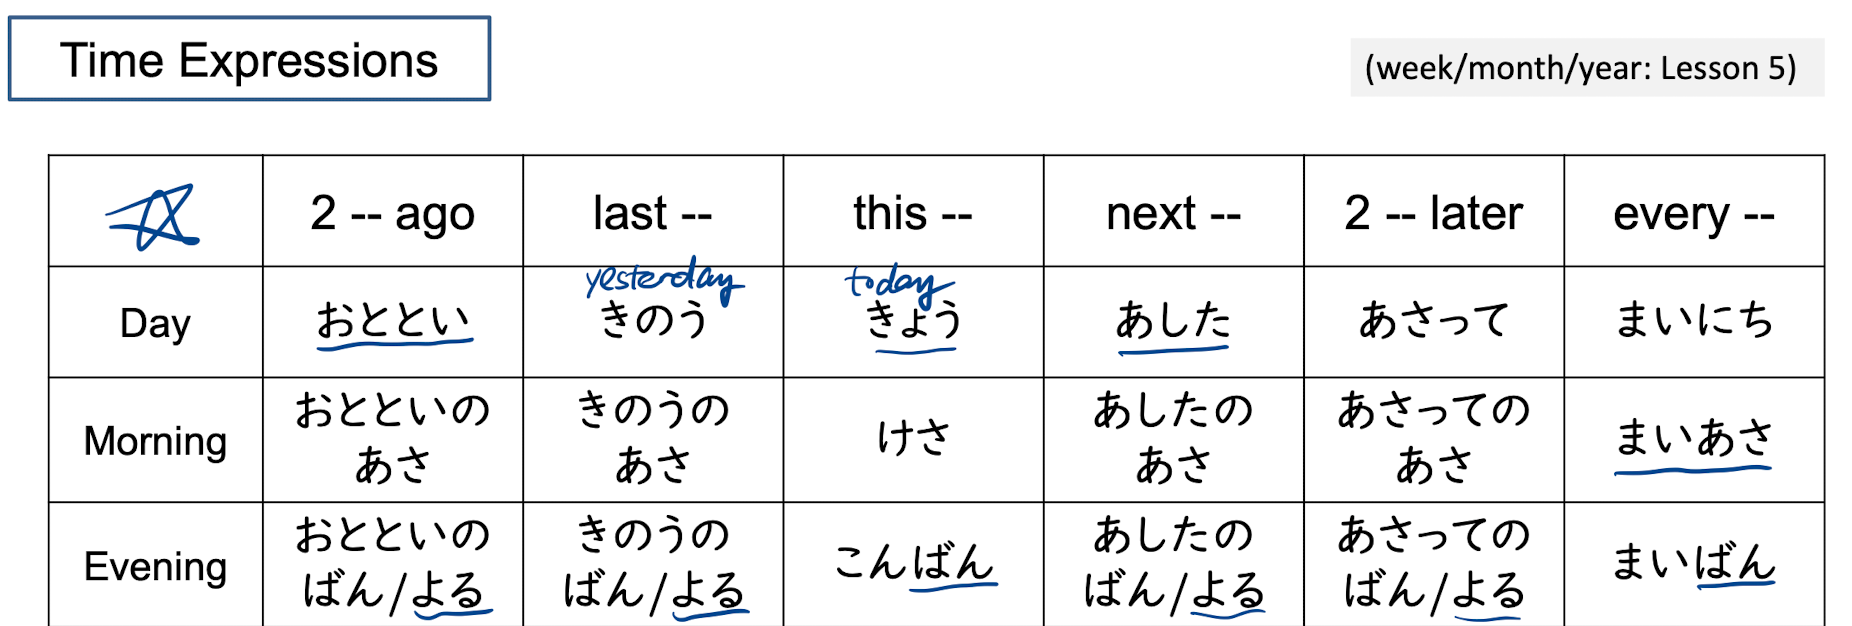 Time Expressions
(week/month/year: Lesson 5)
2 -- ago
last --
this --
next --
2 -- later
every --
yesterday
today
Day
おととい
きのう
きょう
あした
あさって
まいにち
Morning
おとといの
あさ
きのうの
あさ
けさ
あしたの
あさ
あさっての
あさ
まいあさ
Evening
おとといの
ばん/よる
きのうの
ばん/よる
こんばん
あしたの
ばん/よる
あさっての
ばん/よる
まいばん